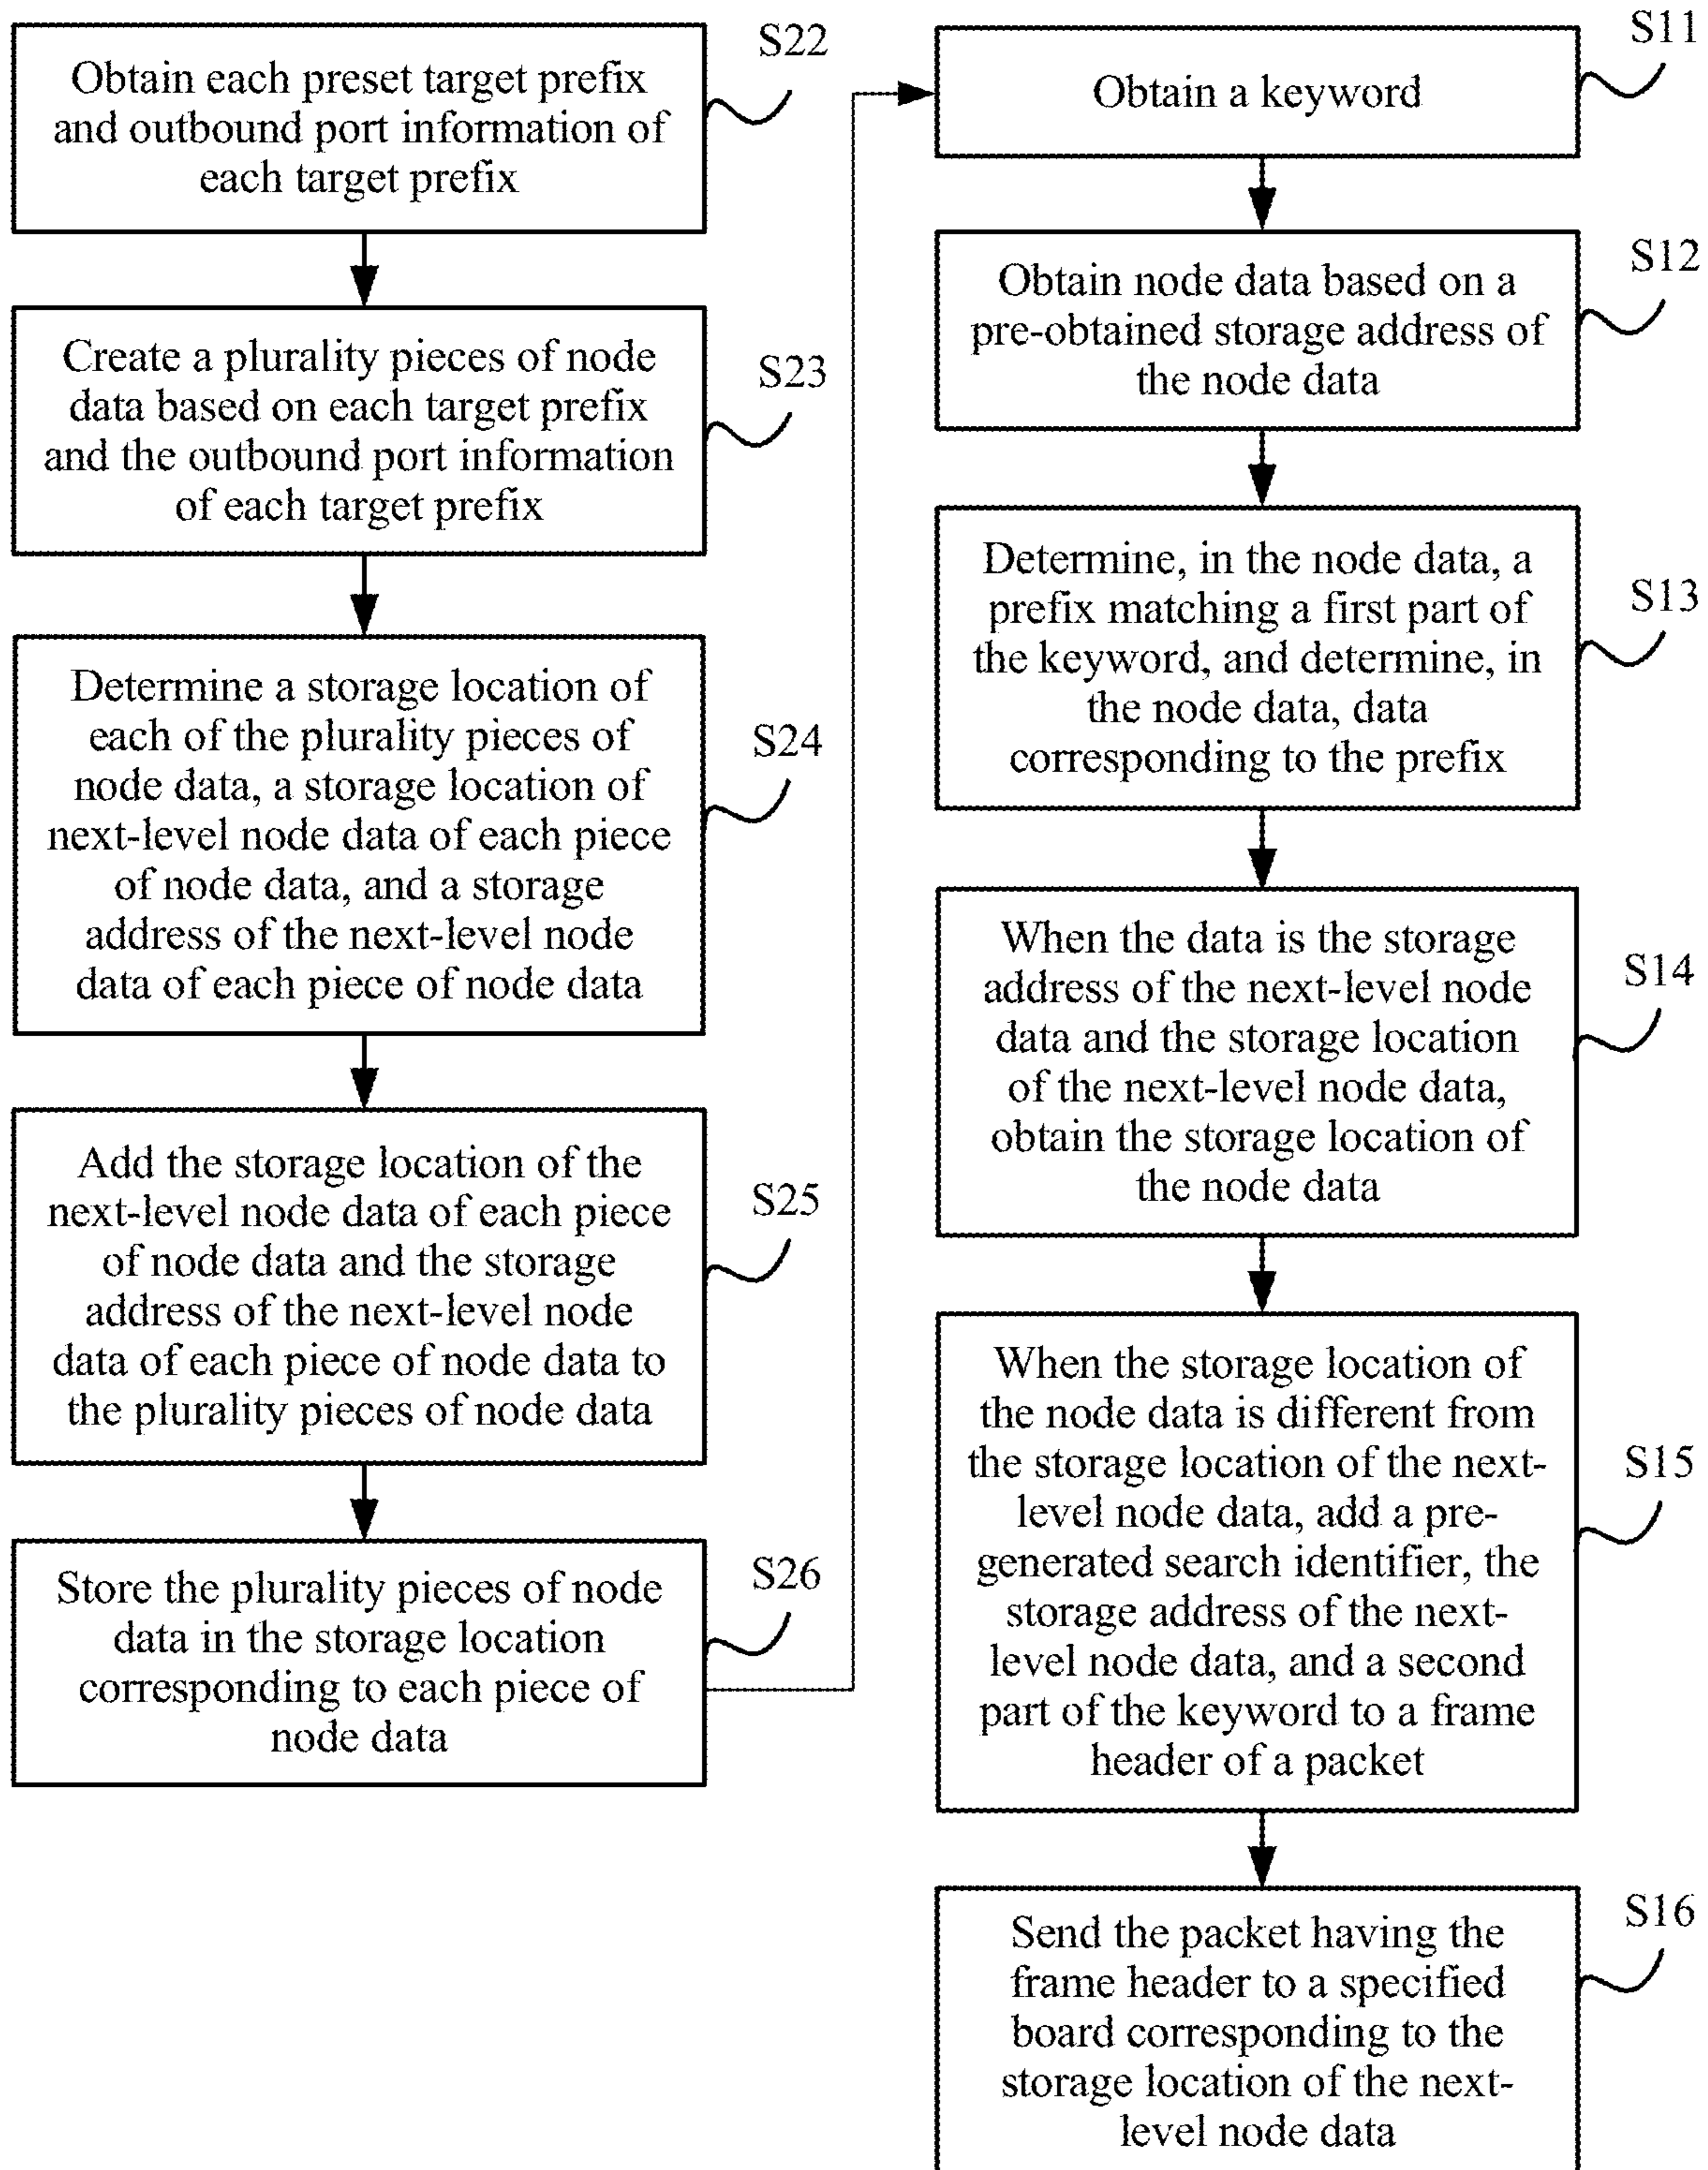 Obtain each preset target prefix
and outbound port information of
each target prefix
S22
Create a plurality pieces of node
data based on each target prefix
and the outbound port information
of each target prefix
S23
Determine a storage location of
each of the plurality pieces of
node data, a storage location of
next-level node data of each piece
of node data, and a storage
address of the next-level node
data of each piece of node data
S24
Add the storage location of the
next-level node data of each piece
of node data and the storage
address of the next-level node
data of each piece of node data to
the plurality pieces of node data
S25
Store the plurality pieces of node
data in the storage location
corresponding to each piece of
node data
S26
Obtain a keyword
S11
Obtain node data based on a
pre-obtained storage address of
the node data
S12
Determine, in the node data, a
prefix matching a first part of
the keyword, and determine, in
the node data, data
corresponding to the prefix
S13
When the data is the storage
address of the next-level node
data and the storage location
of the next-level node data,
obtain the storage location of
the node data
S14
When the storage location of
the node data is different from
the storage location of the next-
level node data, add a pre-
generated search identifier, the
storage address of the next-
level node data, and a second
part of the keyword to a frame
header of a packet
S15
Send the packet having the
frame header to a specified
board corresponding to the
storage location of the next-
level node data
S16